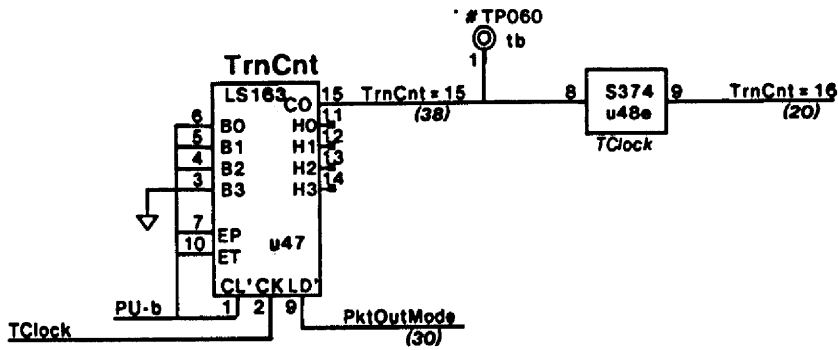 # TP060
tb
1
TrnCnt
LS163
CO
15
TrnCnt = 15
(38)
8
S374
u48e
9
TrnCnt = 16
(20)
TClock
6
B0
H0
11
5
B1
H1
12
4
B2
H2
13
3
B3
H3
14
7
EP
10
ET
u47
CL' CK LD'
PU-b
1
2
9
PktOutMode
(30)
TClock